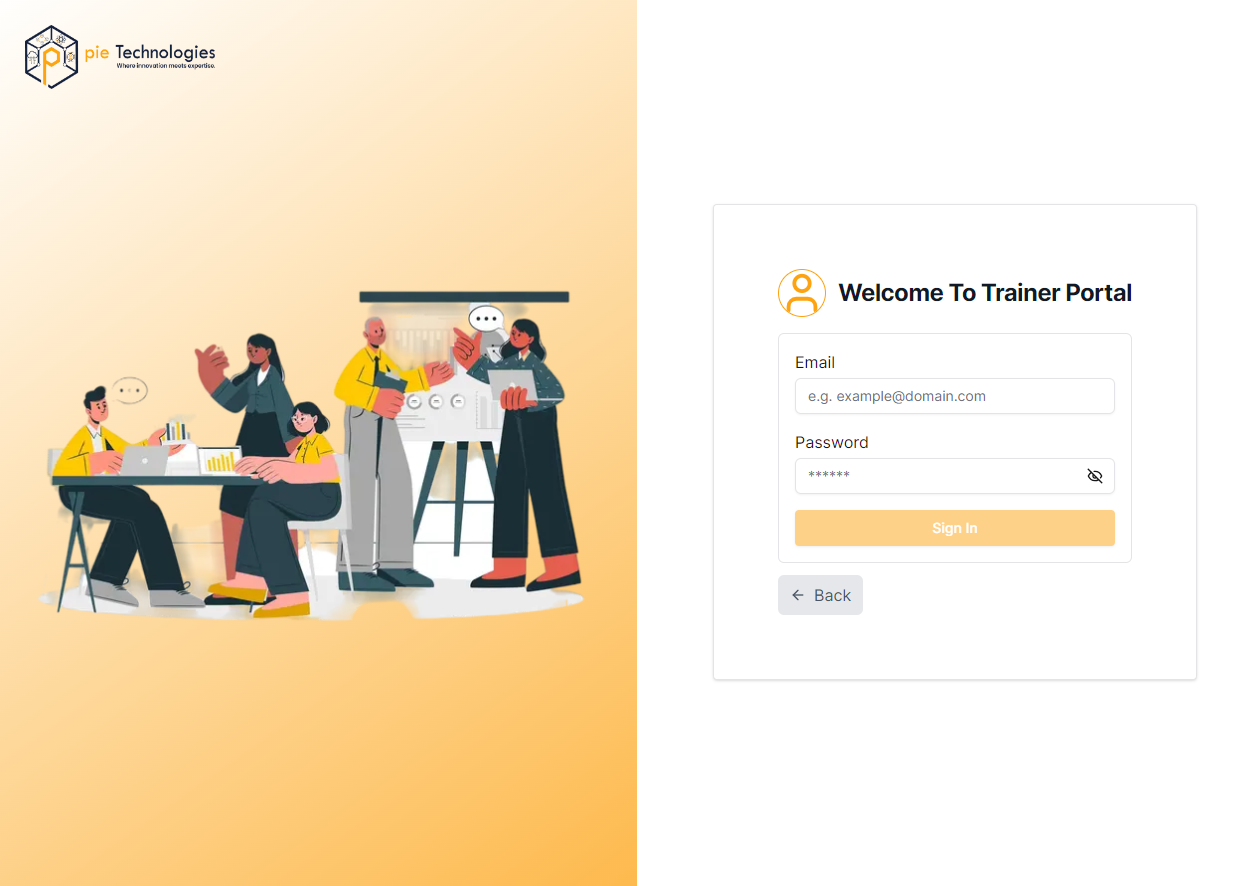 pie Technologies
Where innovation meets expertise.
Welcome To Trainer Portal
Email
e.g. example@domain.com
Password
******
Sign In
Back